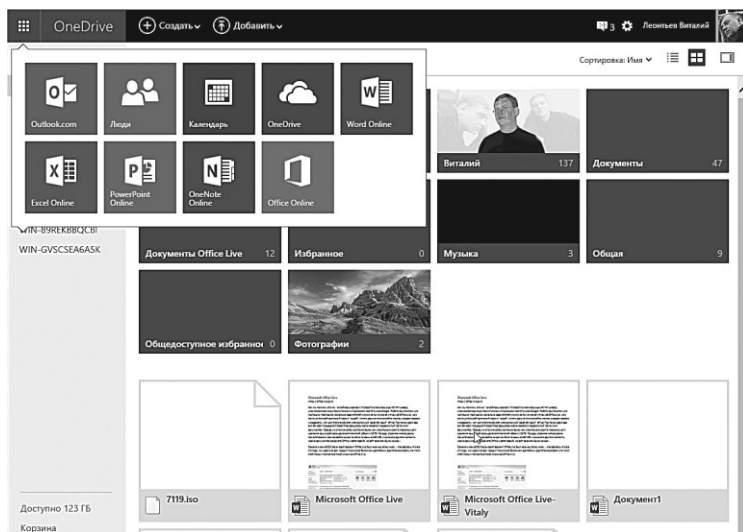 OneDrive
Создать
Добавить
3
Леонтьев Виталий
Сортировка: Имя
Outlook.com
Люди
Календарь
OneDrive
Word Online
Excel Online
PowerPoint Online
OneNote Online
Office Online
Виталий 137
Документы 47
WIN-GVSCSEA6A5K
Документы Office Live 12
Избранное 0
Музыка 3
Общая 9
Общедоступное избранное 0
Фотографии 2
7119.iso
Microsoft Office Live
Microsoft Office Live-
Vitaly
Документ1
Доступно 123 ГБ
Корзина